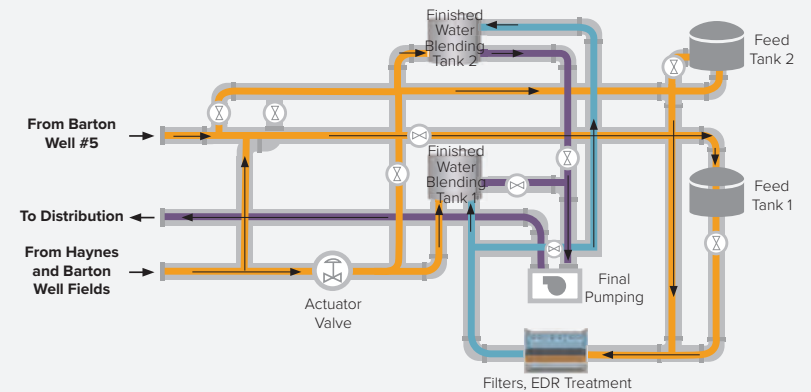 Finished
Water
Blending
Tank 2
Feed
Tank 2
From Barton
Well #5
Finished
Water
Blending
Tank 1
Feed
Tank 1
To Distribution
From Haynes
and Barton
Well Fields
Actuator
Valve
Final
Pumping
Filters, EDR Treatment